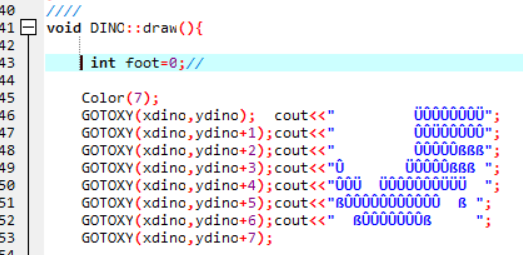 40 ////
41 void DINO::draw(){
42
43 int foot=0;//
44
45 Color(7);
46 GOTOXY(xdino,ydino); cout<<"         ÜÛÛÛÛÛÛÜ";
47 GOTOXY(xdino,ydino+1);cout<<"         ÛÛÛÛÛÛÛÛ";
48 GOTOXY(xdino,ydino+2);cout<<"         ÛÛÛÛÛßßß";
49 GOTOXY(xdino,ydino+3);cout<<"Û       ÜÛÛÛÛßßß ";
50 GOTOXY(xdino,ydino+4);cout<<"ÛÛÜ  ÜÛÛÛÛÛÛÜÜÜ  ";
51 GOTOXY(xdino,ydino+5);cout<<"ßÛÛÛÛÛÛÛÛÛÛÛ  ß ";
52 GOTOXY(xdino,ydino+6);cout<<"  ßÛÛÛÛÛÛÛß      ";
53 GOTOXY(xdino,ydino+7);